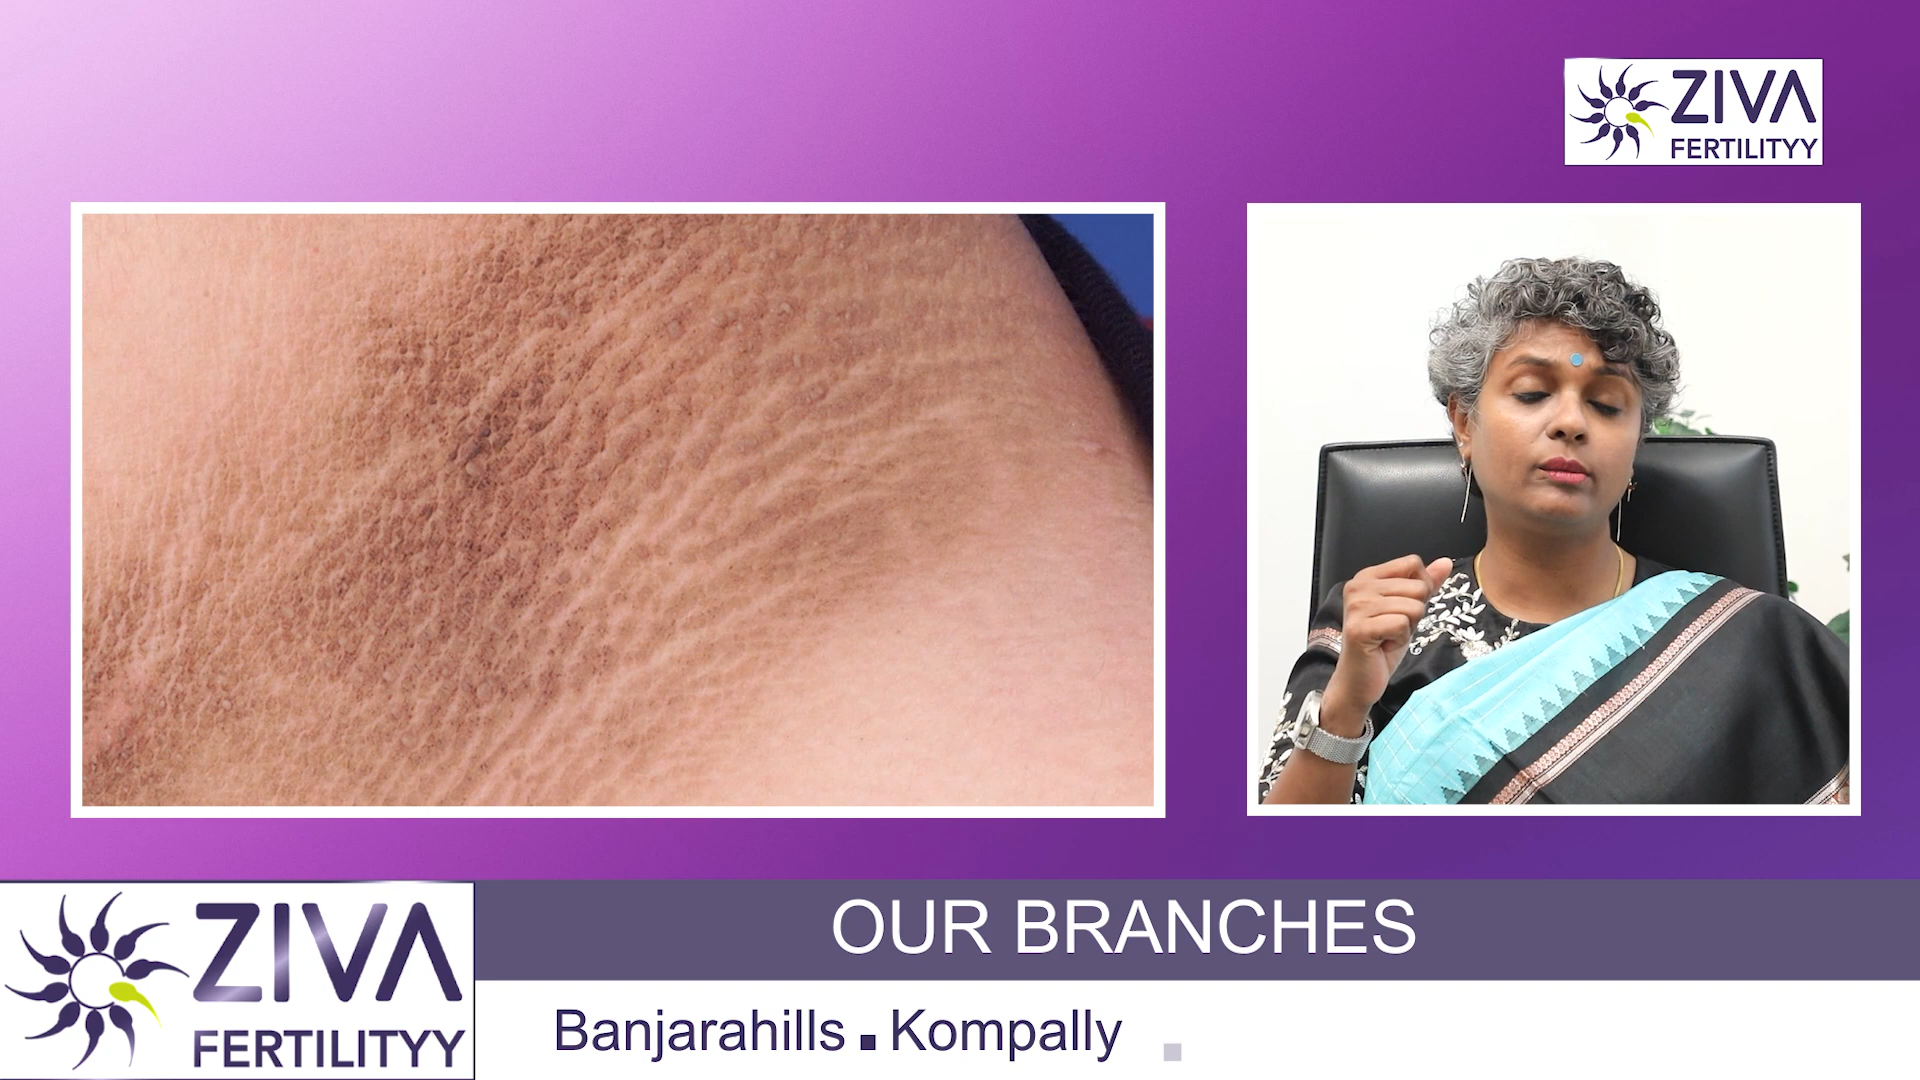 ZIVA
FERTILITYY
OUR BRANCHES
ZIVA
FERTILITYY
Banjarahills ▪ Kompally ▪